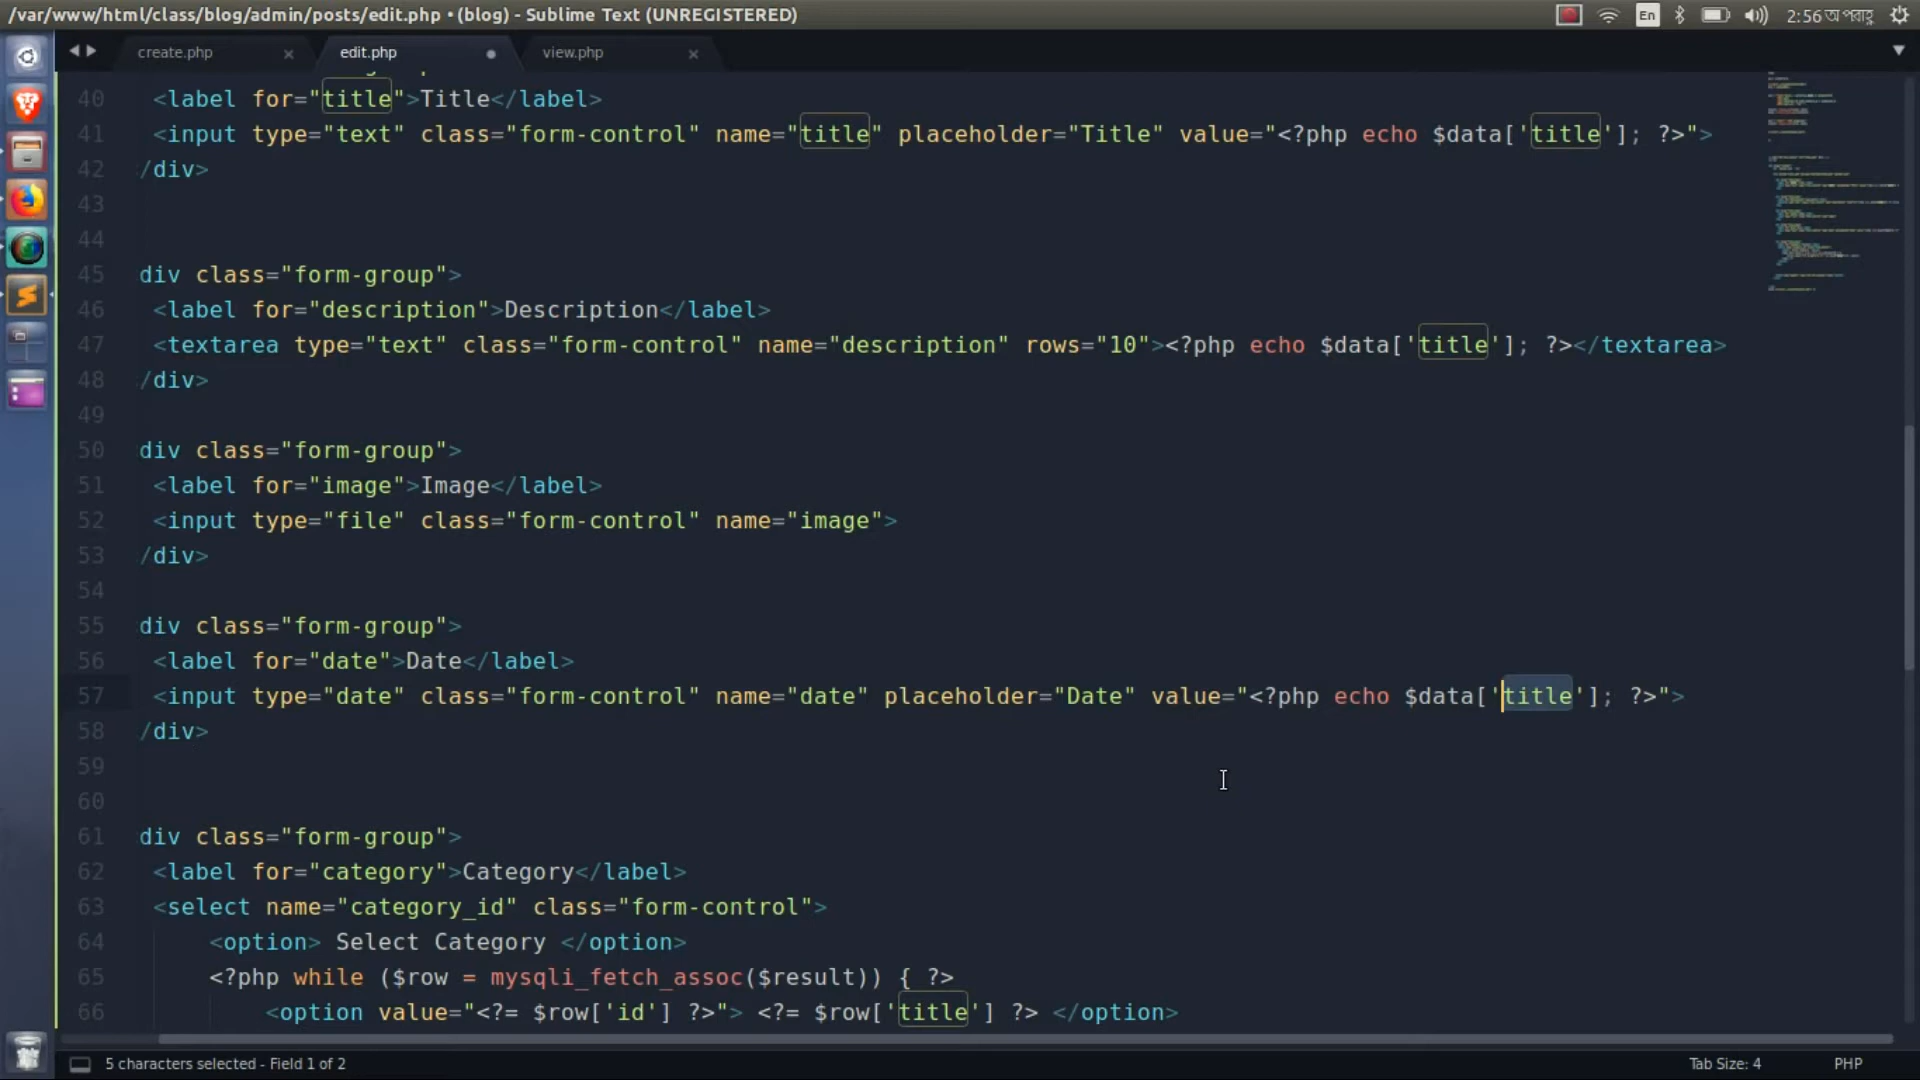 /var/www/html/class/blog/admin/posts/edit.php • (blog) - Sublime Text (UNREGISTERED)
En
2:56 অপরাহ্ণ
create.php
edit.php
view.php
40 <label for="title">Title</label>
41 <input type="text" class="form-control" name="title" placeholder="Title" value="<?php echo $data['title']; ?>">
42 /div>
43
44
45 div class="form-group">
46 <label for="description">Description</label>
47 <textarea type="text" class="form-control" name="description" rows="10"><?php echo $data['title']; ?></textarea>
48 /div>
49
50 div class="form-group">
51 <label for="image">Image</label>
52 <input type="file" class="form-control" name="image">
53 /div>
54
55 div class="form-group">
56 <label for="date">Date</label>
57 <input type="date" class="form-control" name="date" placeholder="Date" value="<?php echo $data['title']; ?>">
58 /div>
59
60
61 div class="form-group">
62 <label for="category">Category</label>
63 <select name="category_id" class="form-control">
64 <option> Select Category </option>
65 <?php while ($row = mysqli_fetch_assoc($result)) { ?>
66 <option value="<?= $row['id'] ?>"> <?= $row['title'] ?> </option>
5 characters selected - Field 1 of 2
Tab Size: 4
PHP